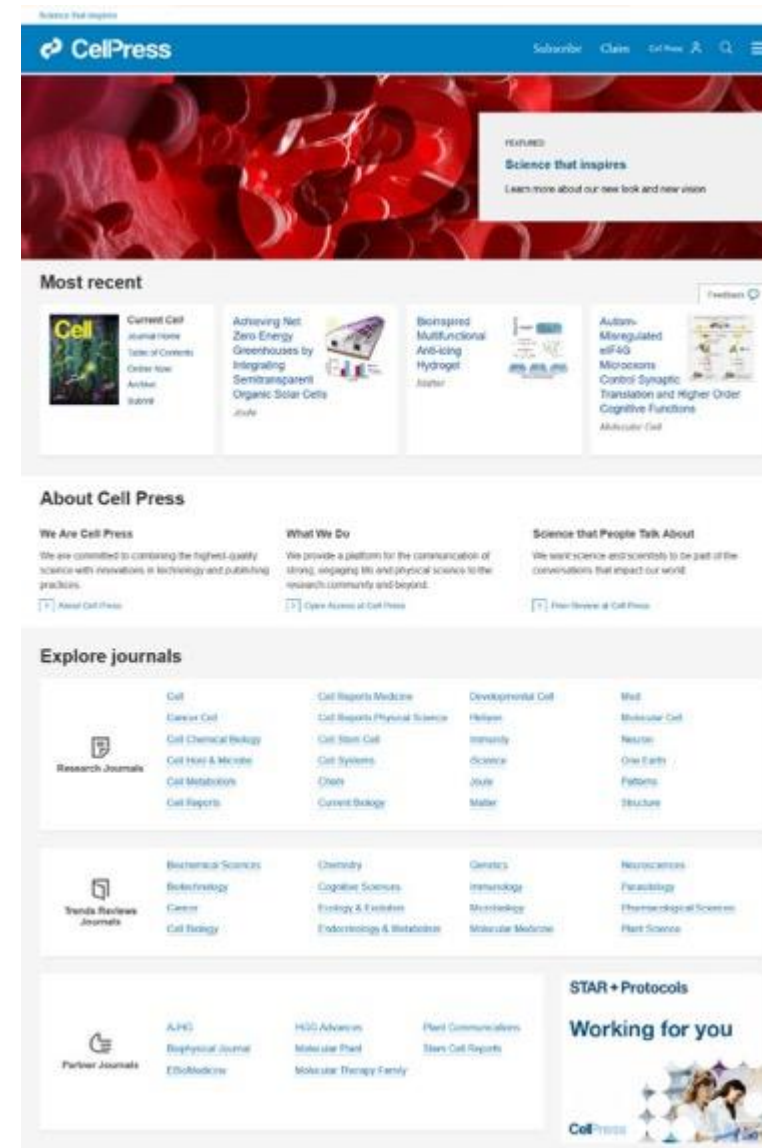 Science that inspires
CellPress
Subscribe Claim Cell Press
FEATURED
Science that inspires
Learn more about our new look and new vision
Most recent
Feedback
Cell
Current Cell
Journal Home
Table of Contents
Online Now
Archive
Submit
Achieving Net
Zero Energy
Greenhouses by
Integrating
Semitransparent
Organic Solar Cells
Joule
Bioinspired
Multifunctional
Anti-icing
Hydrogel
Matter
Autism-
Misregulated
eIF4G
Microexons
Control Synaptic
Translation and Higher Order
Cognitive Functions
Molecular Cell
About Cell Press
We Are Cell Press
We are committed to combining the highest-quality
science with innovations in technology and publishing
practices.
About Cell Press
What We Do
We provide a platform for the communication of
strong, engaging life and physical science to the
research community and beyond.
Open Access at Cell Press
Science that People Talk About
We want science and scientists to be part of the
conversations that impact our world.
Peer Review at Cell Press
Explore journals
Research Journals
Cell
Cancer Cell
Cell Chemical Biology
Cell Host & Microbe
Cell Metabolism
Cell Reports
Cell Reports Medicine
Cell Reports Physical Science
Cell Stem Cell
Cell Systems
Chem
Current Biology
Developmental Cell
Heliyon
Immunity
iScience
Joule
Matter
Med
Molecular Cell
Neuron
One Earth
Patterns
Structure
Trends Reviews
Journals
Biochemical Sciences
Biotechnology
Cancer
Cell Biology
Chemistry
Cognitive Sciences
Ecology & Evolution
Endocrinology & Metabolism
Genetics
Immunology
Microbiology
Molecular Medicine
Neurosciences
Parasitology
Pharmacological Sciences
Plant Science
Partner Journals
AJHG
Biophysical Journal
EBioMedicine
HGG Advances
Molecular Plant
Molecular Therapy Family
Plant Communications
Stem Cell Reports
STAR+Protocols
Working for you
CellPress